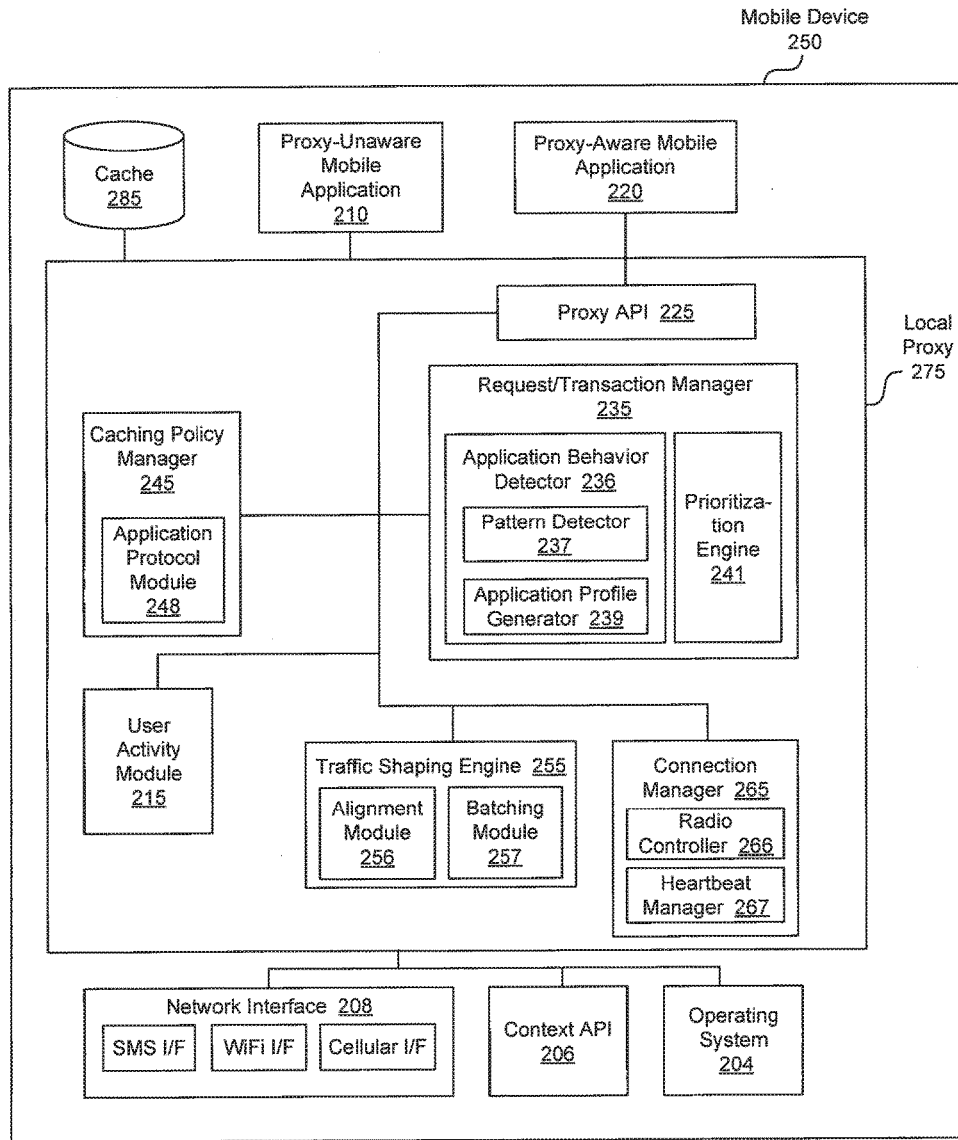 Mobile Device
250
Cache
285
Proxy-Unaware
Mobile
Application
210
Proxy-Aware Mobile
Application
220
Proxy API 225
Local
Proxy
275
Request/Transaction Manager
235
Caching Policy
Manager
245
Application
Protocol
Module
248
Application Behavior
Detector 236
Pattern Detector
237
Application Profile
Generator 239
Prioritiza-
tion
Engine
241
User
Activity
Module
215
Traffic Shaping Engine 255
Alignment
Module
256
Batching
Module
257
Connection
Manager 265
Radio
Controller 266
Heartbeat
Manager 267
Network Interface 208
SMS I/F
WiFi I/F
Cellular I/F
Context API
206
Operating
System
204